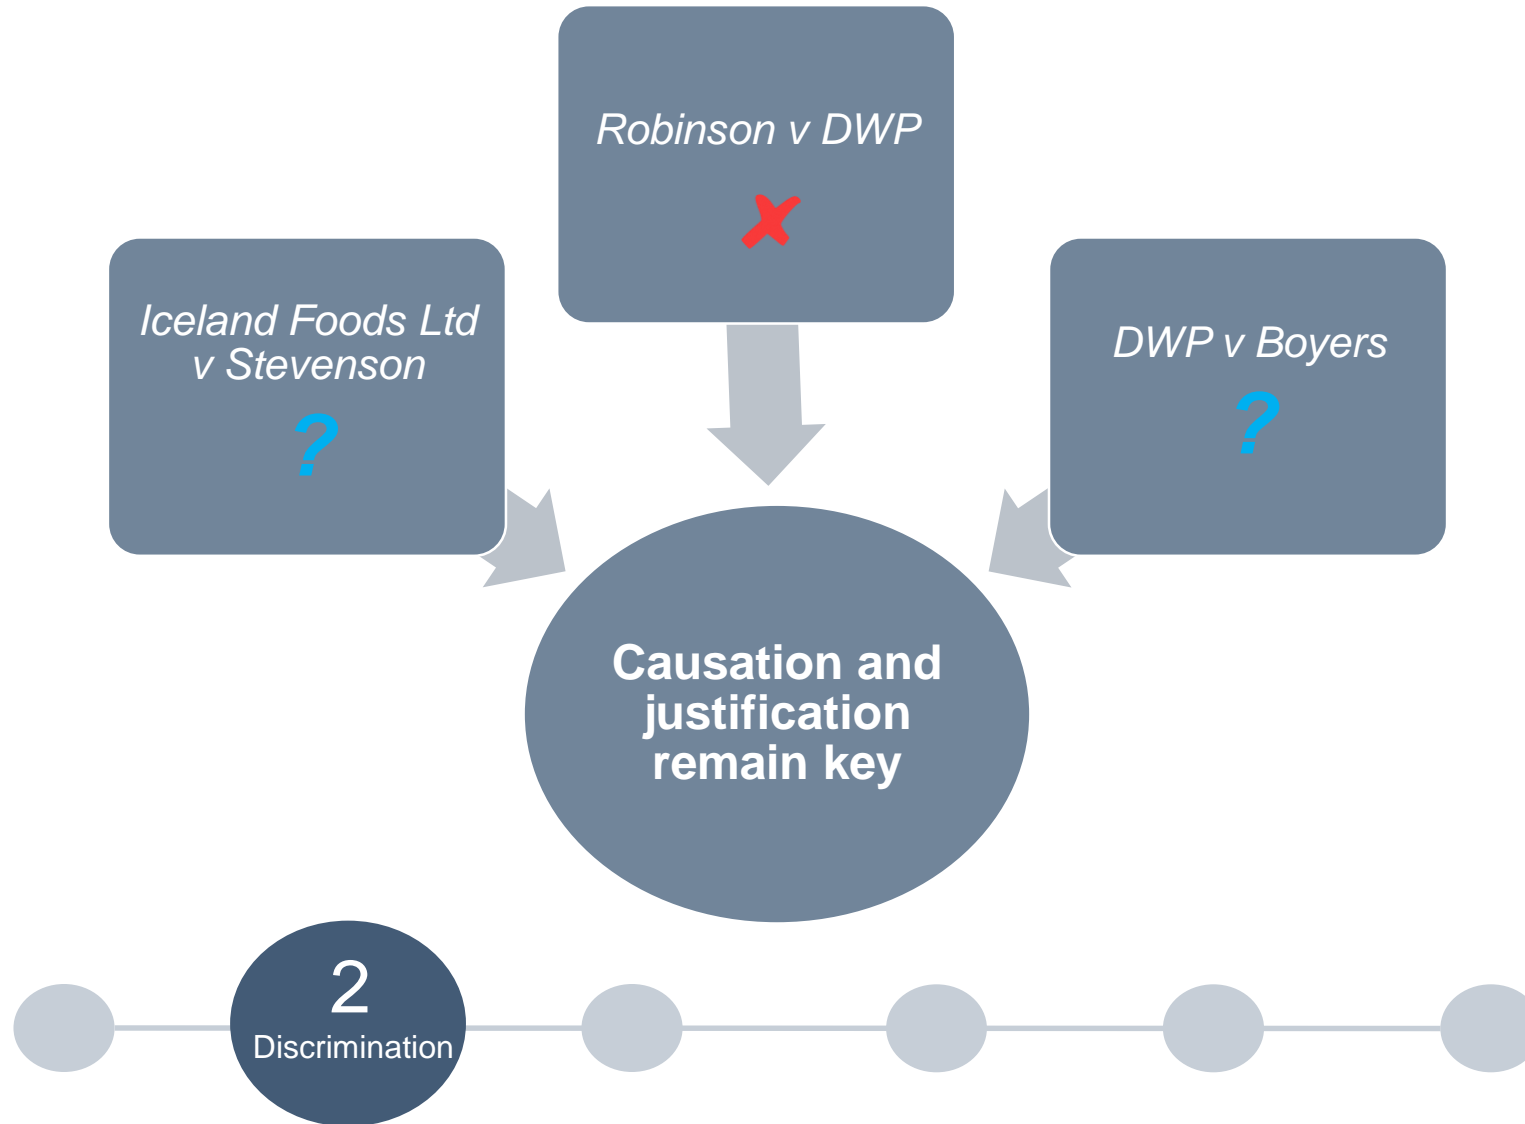 Robinson v DWP
✘
Iceland Foods Ltd
v Stevenson
?
DWP v Boyers
?
Causation and
justification
remain key
2
Discrimination